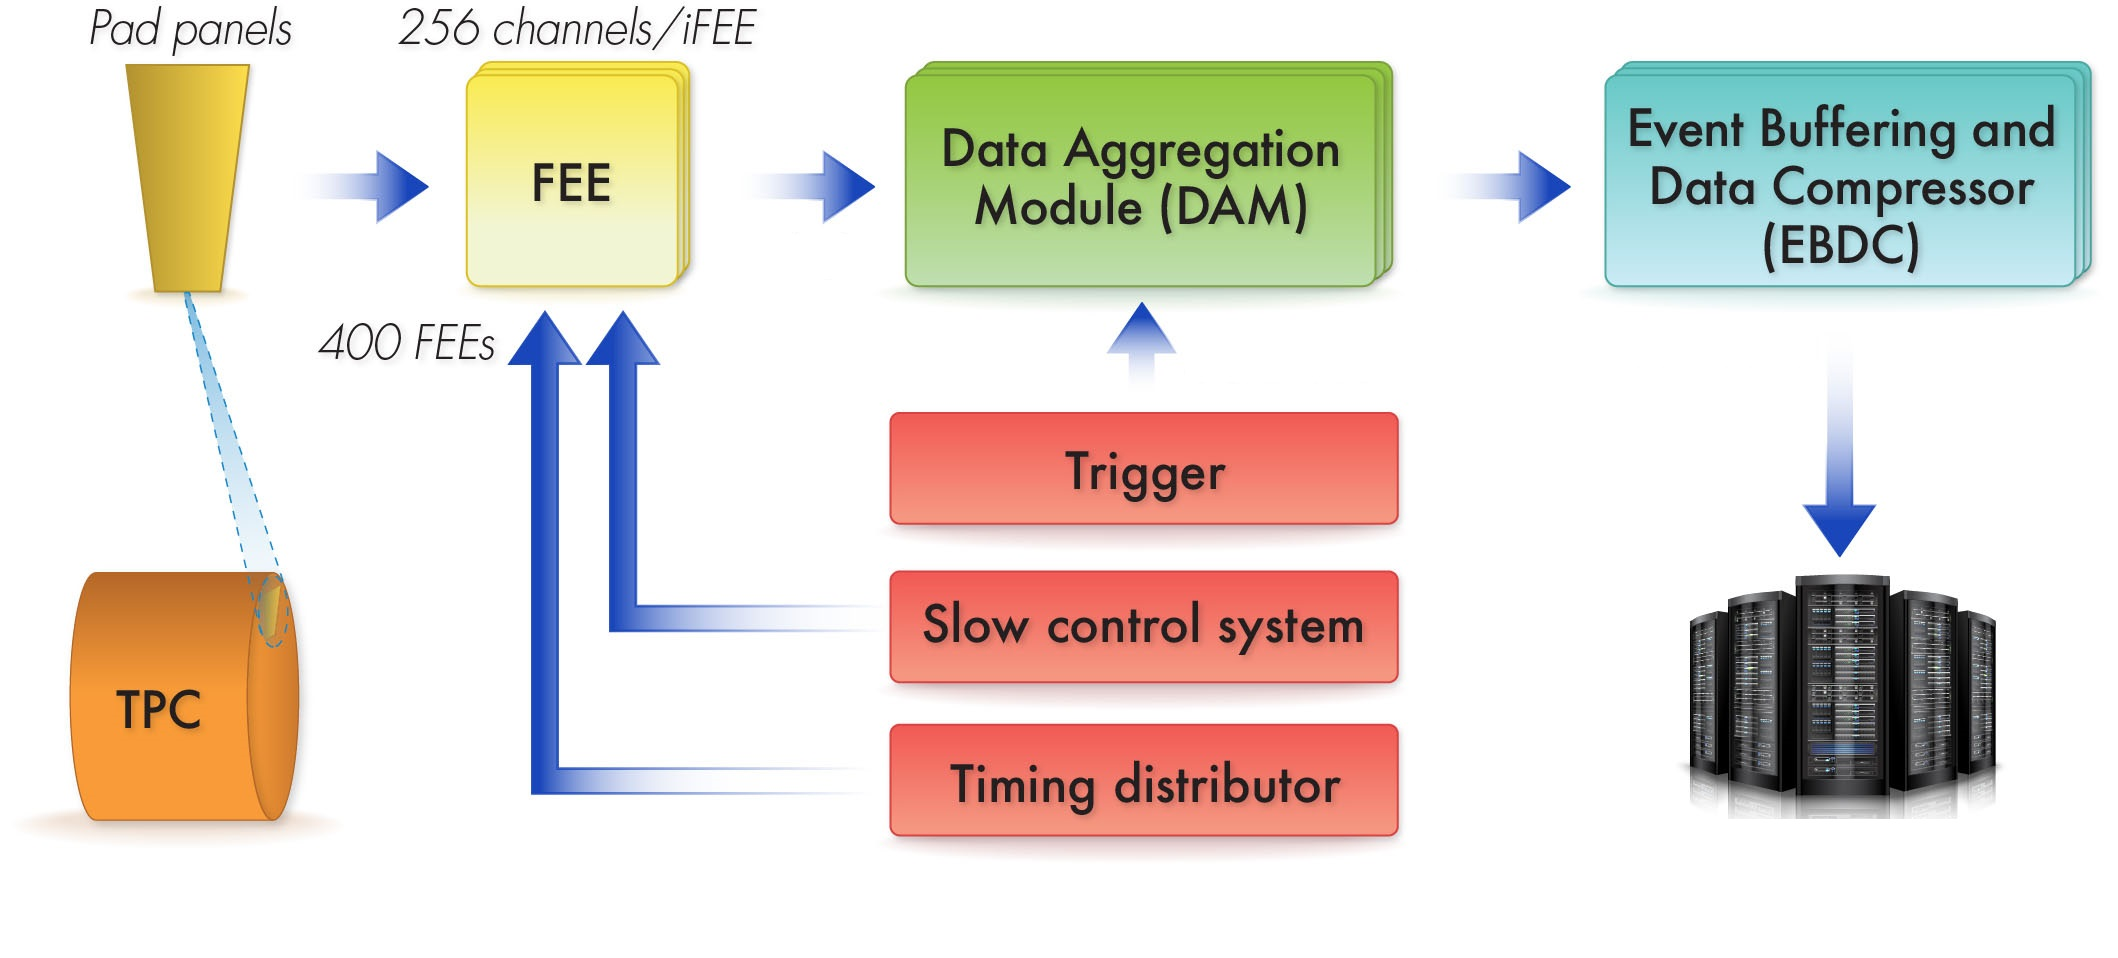 Pad panels
256 channels/iFEE
FEE
Data Aggregation
Module (DAM)
Event Buffering and
Data Compressor
(EBDC)
400 FEEs
Trigger
Slow control system
TPC
Timing distributor